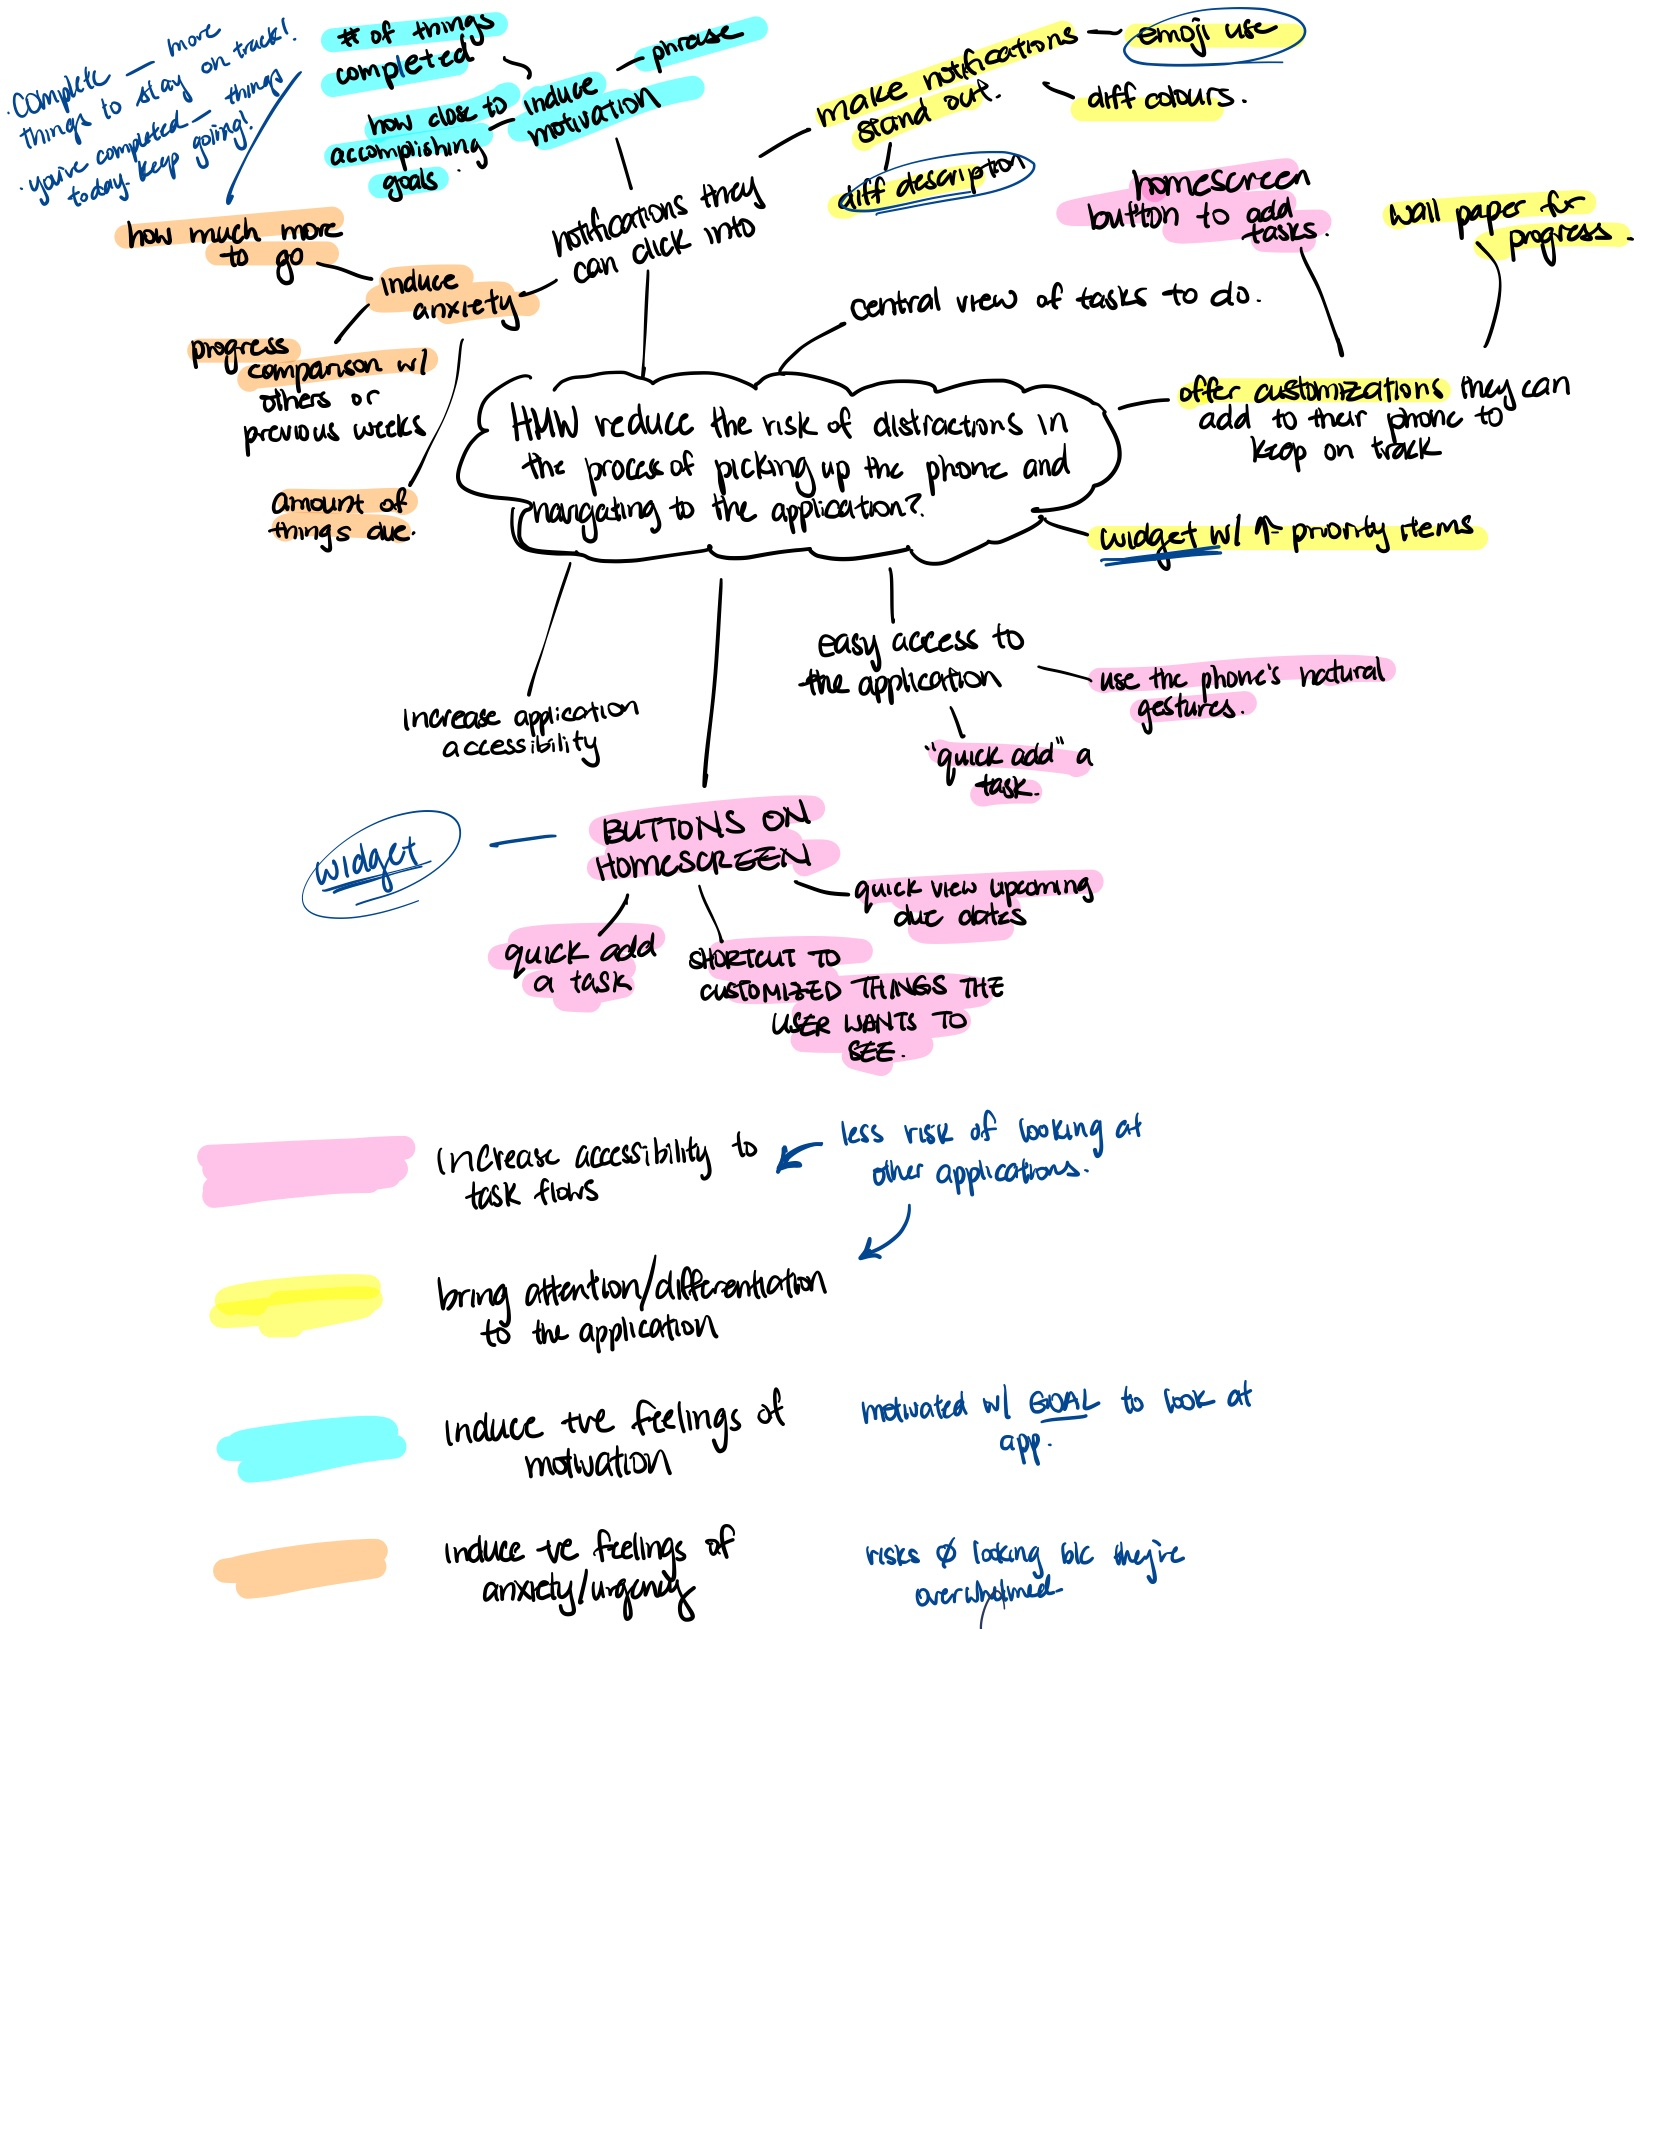 · Complete — more
things to stay on track!
· you've completed — things
today. keep going!
# of things
completed
how close to
accomplishing
goals.
induce
motivation
phrase
make notifications
stand out.
emoji use
diff colours.
diff description
notifications they
can click into
how much more
to go
induce
anxiety
progress
comparison w/
others or
previous weeks
amount of
things due.
homescreen
button to add
tasks.
wall paper for
progress.
central view of tasks to do.
offer customizations they can
add to their phone to
keep on track
HMW reduce the risk of distractions in
the process of picking up the phone and
navigating to the application?
widget w/ ↑ priority items
easy access to
the application
use the phone's natural
gestures.
"quick add" a
task.
Increase application
accessibility
widget
BUTTONS ON
HOMESCREEN
quick view upcoming
due dates
quick add
a task
SHORTCUT TO
CUSTOMIZED THINGS THE
USER WANTS TO
SEE.
Increase accessibility to
task flows
less risk of looking at
other applications.
bring attention/differentiation
to the application
induce +ve feelings of
motivation
motivated w/ GOAL to look at
app.
induce -ve feelings of
anxiety/urgency
risks Ø looking b/c they're
overwhelmed.